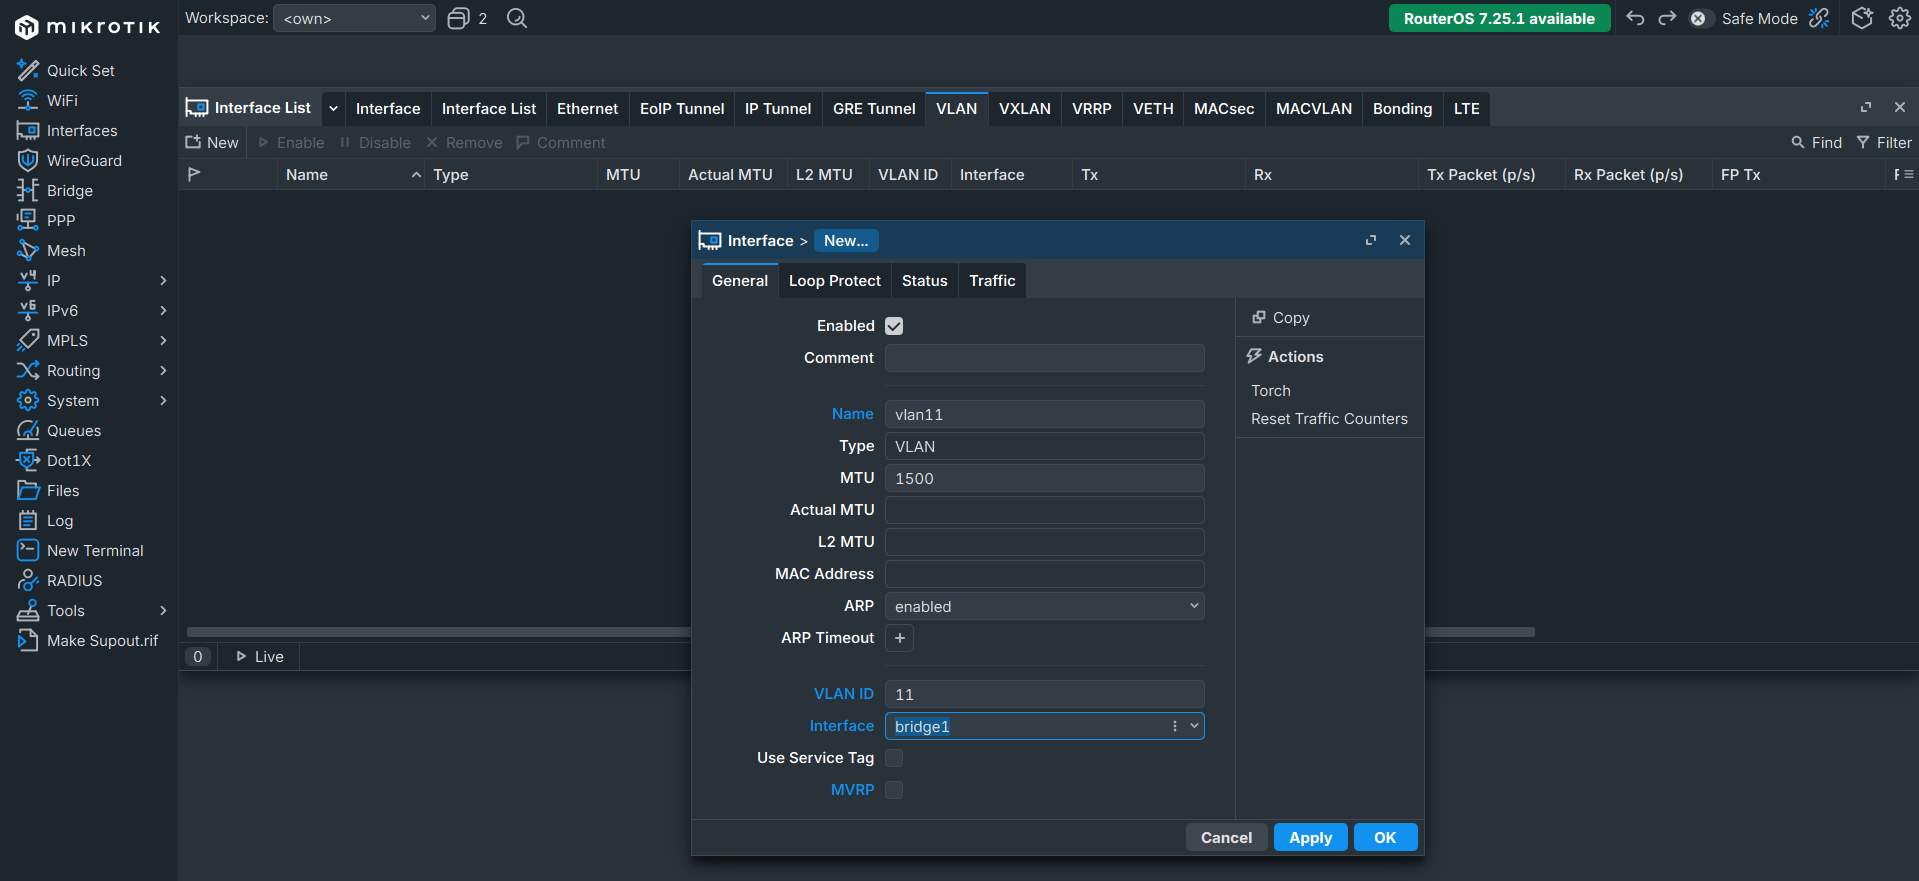 mikrotik
Workspace: <own> 2
RouterOS 7.25.1 available
Safe Mode
Quick Set
WiFi
Interfaces
WireGuard
Bridge
PPP
Mesh
IP
IPv6
MPLS
Routing
System
Queues
Dot1X
Files
Log
New Terminal
RADIUS
Tools
Make Supout.rif
Interface List
Interface Interface List Ethernet EoIP Tunnel IP Tunnel GRE Tunnel VLAN VXLAN VRRP VETH MACsec MACVLAN Bonding LTE
New Enable Disable Remove Comment Find Filter
Name Type MTU Actual MTU L2 MTU VLAN ID Interface Tx Rx Tx Packet (p/s) Rx Packet (p/s) FP Tx
0 Live
Interface > New...
General Loop Protect Status Traffic
Enabled
Comment
Name vlan11
Type VLAN
MTU 1500
Actual MTU
L2 MTU
MAC Address
ARP enabled
ARP Timeout +
VLAN ID 11
Interface bridge1
Use Service Tag
MVRP
Copy
Actions
Torch
Reset Traffic Counters
Cancel Apply OK